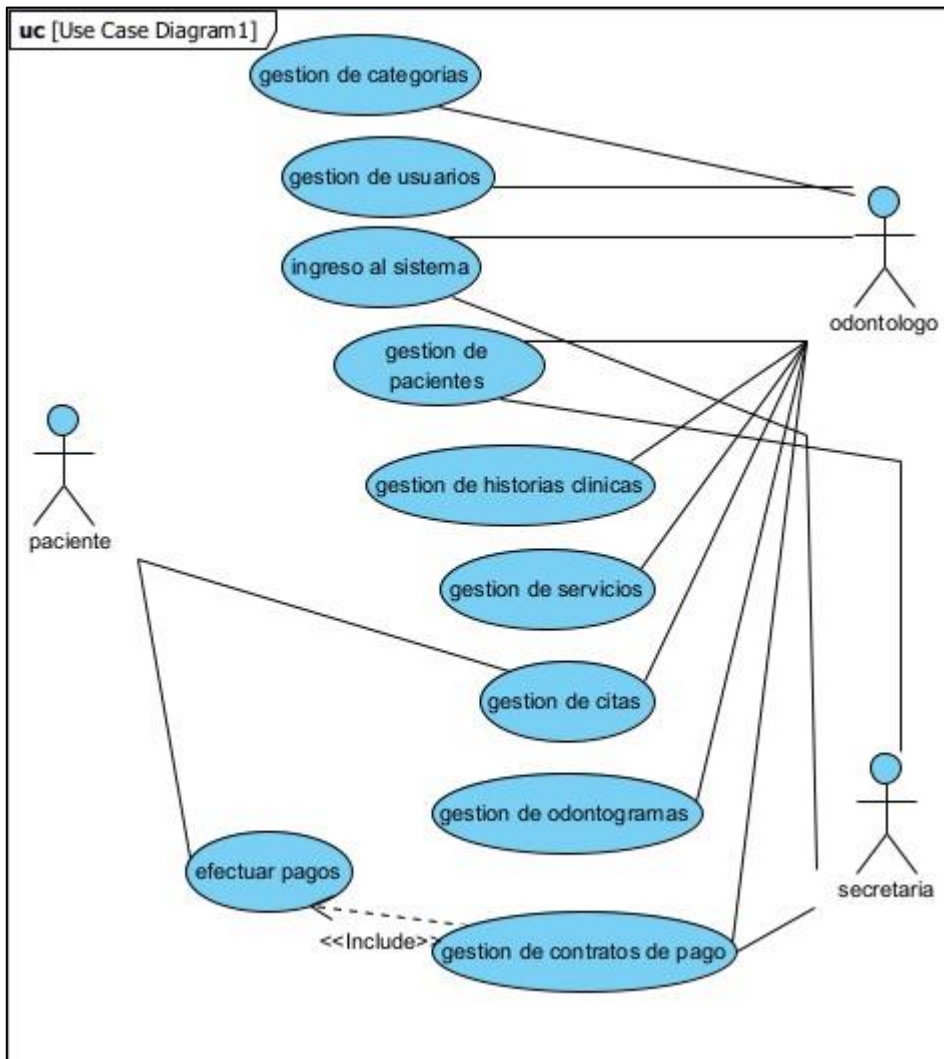 uc [Use Case Diagram1]
gestion de categorias
gestion de usuarios
ingreso al sistema
odontologo
gestion de
pacientes
gestion de historias clinicas
paciente
gestion de servicios
gestion de citas
gestion de odontogramas
efectuar pagos
secretaria
<<Include>>
gestion de contratos de pago